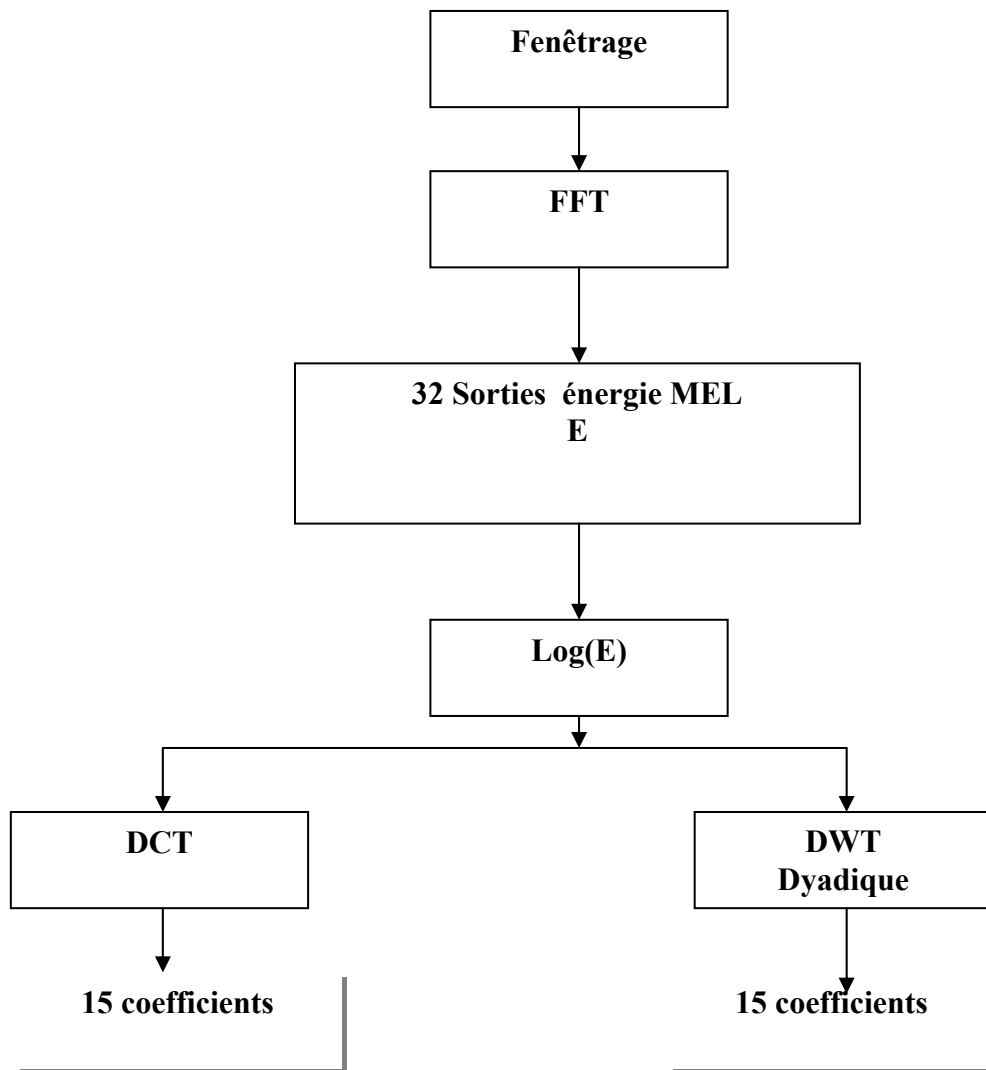 Fenêtrage
FFT
32 Sorties énergie MEL
E
Log(E)
DCT
DWT
Dyadique
15 coefficients
15 coefficients